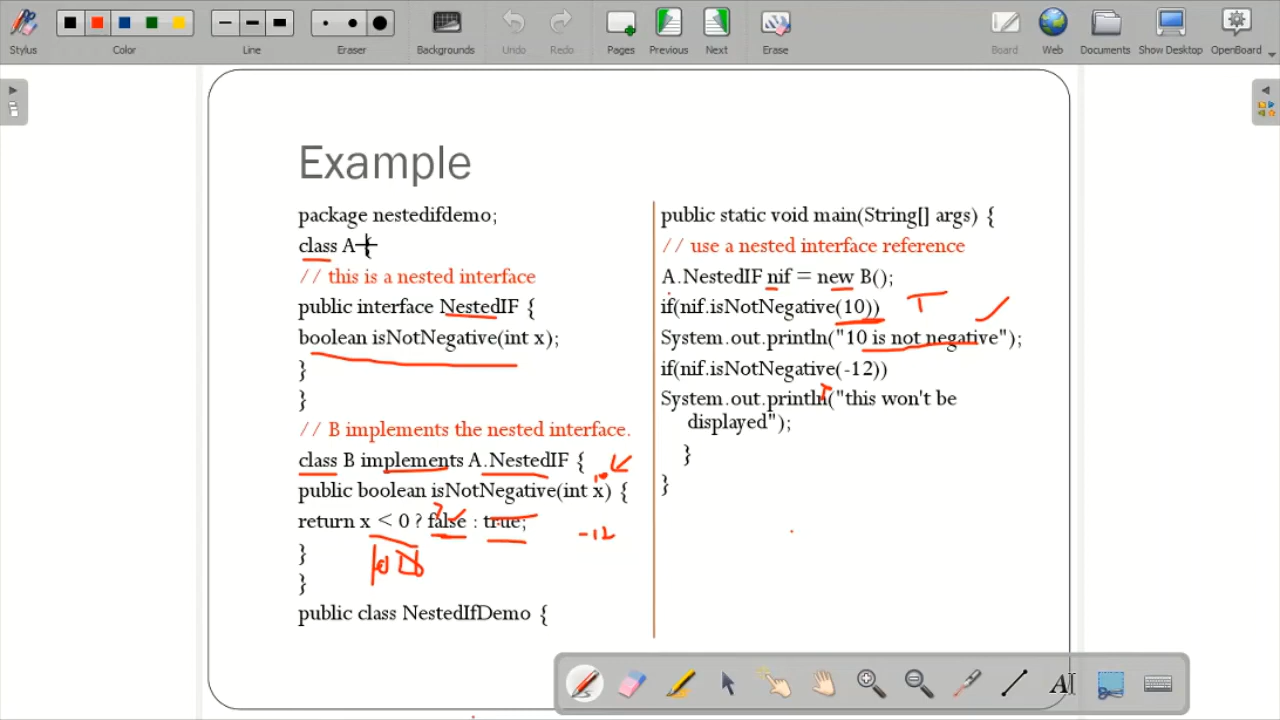 Stylus Color Line Eraser Backgrounds Undo Redo Pages Previous Next Erase Board Web Documents Show Desktop OpenBoard
Example
package nestedifdemo;
class A {
// this is a nested interface
public interface NestedIF {
boolean isNotNegative(int x);
}
}
// B implements the nested interface.
class B implements A.NestedIF {
public boolean isNotNegative(int x) {
return x < 0 ? false : true;
-12
}
}
public class NestedIfDemo {
public static void main(String[] args) {
// use a nested interface reference
A.NestedIF nif = new B();
if(nif.isNotNegative(10)) T
System.out.println("10 is not negative");
if(nif.isNotNegative(-12))
System.out.println("this won't be
displayed");
}
}